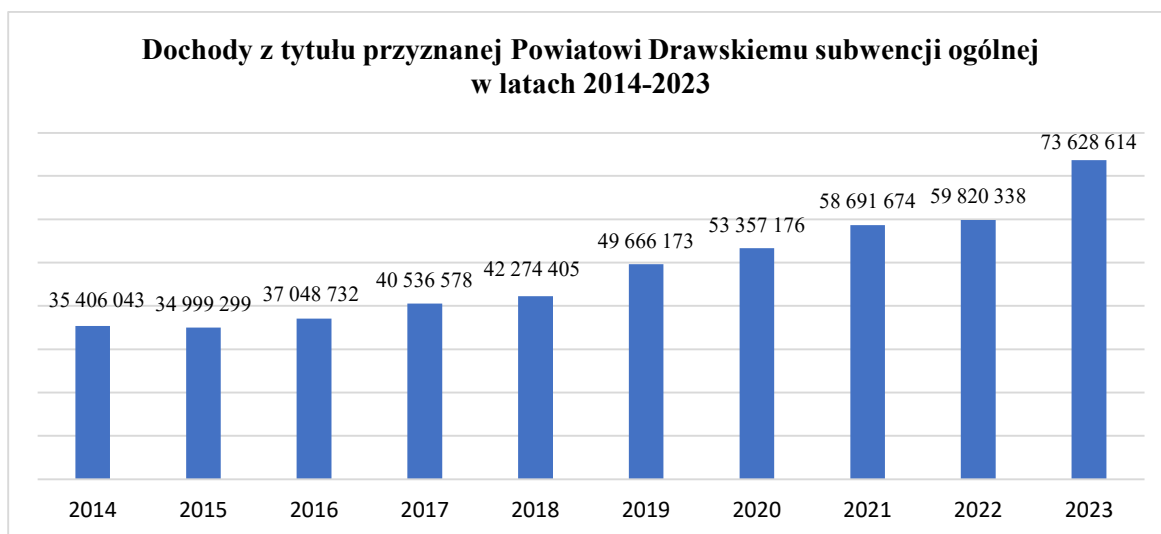 Dochody z tytułu przyznanej Powiatowi Drawskiemu subwencji ogólnej
w latach 2014-2023
35 406 043
34 999 299
37 048 732
40 536 578
42 274 405
49 666 173
53 357 176
58 691 674
59 820 338
73 628 614
2014 2015 2016 2017 2018 2019 2020 2021 2022 2023